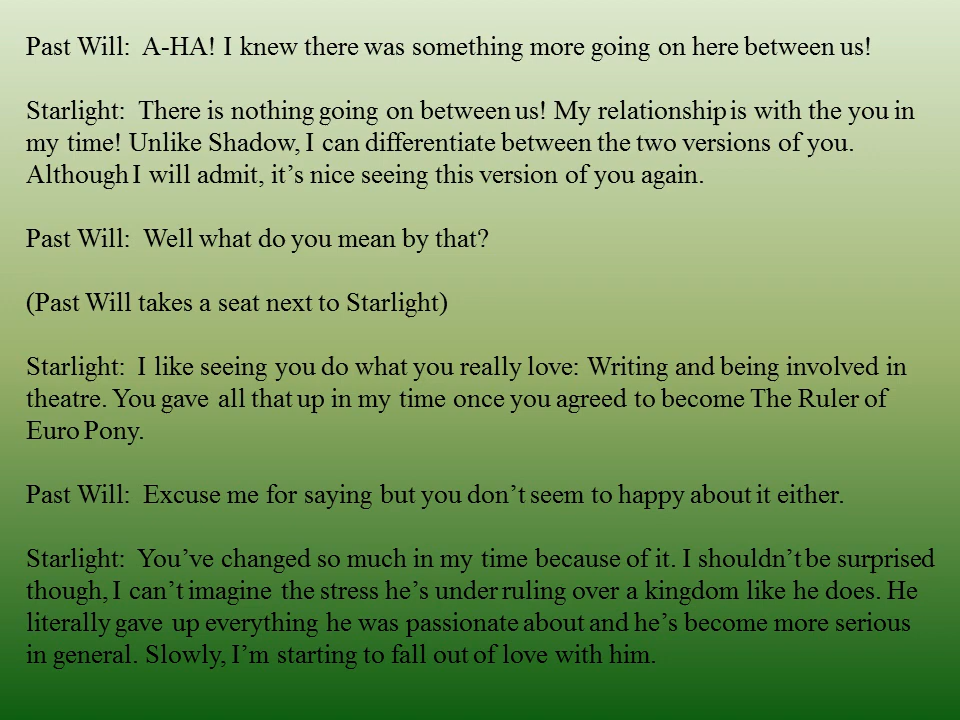 Past Will:  A-HA! I knew there was something more going on here between us!
Starlight:  There is nothing going on between us! My relationship is with the you in
my time! Unlike Shadow, I can differentiate between the two versions of you.
Although I will admit, it’s nice seeing this version of you again.
Past Will:  Well what do you mean by that?
(Past Will takes a seat next to Starlight)
Starlight:  I like seeing you do what you really love: Writing and being involved in
theatre. You gave all that up in my time once you agreed to become The Ruler of
Euro Pony.
Past Will:  Excuse me for saying but you don’t seem to happy about it either.
Starlight:  You’ve changed so much in my time because of it. I shouldn’t be surprised
though, I can’t imagine the stress he’s under ruling over a kingdom like he does. He
literally gave up everything he was passionate about and he’s become more serious
in general. Slowly, I’m starting to fall out of love with him.